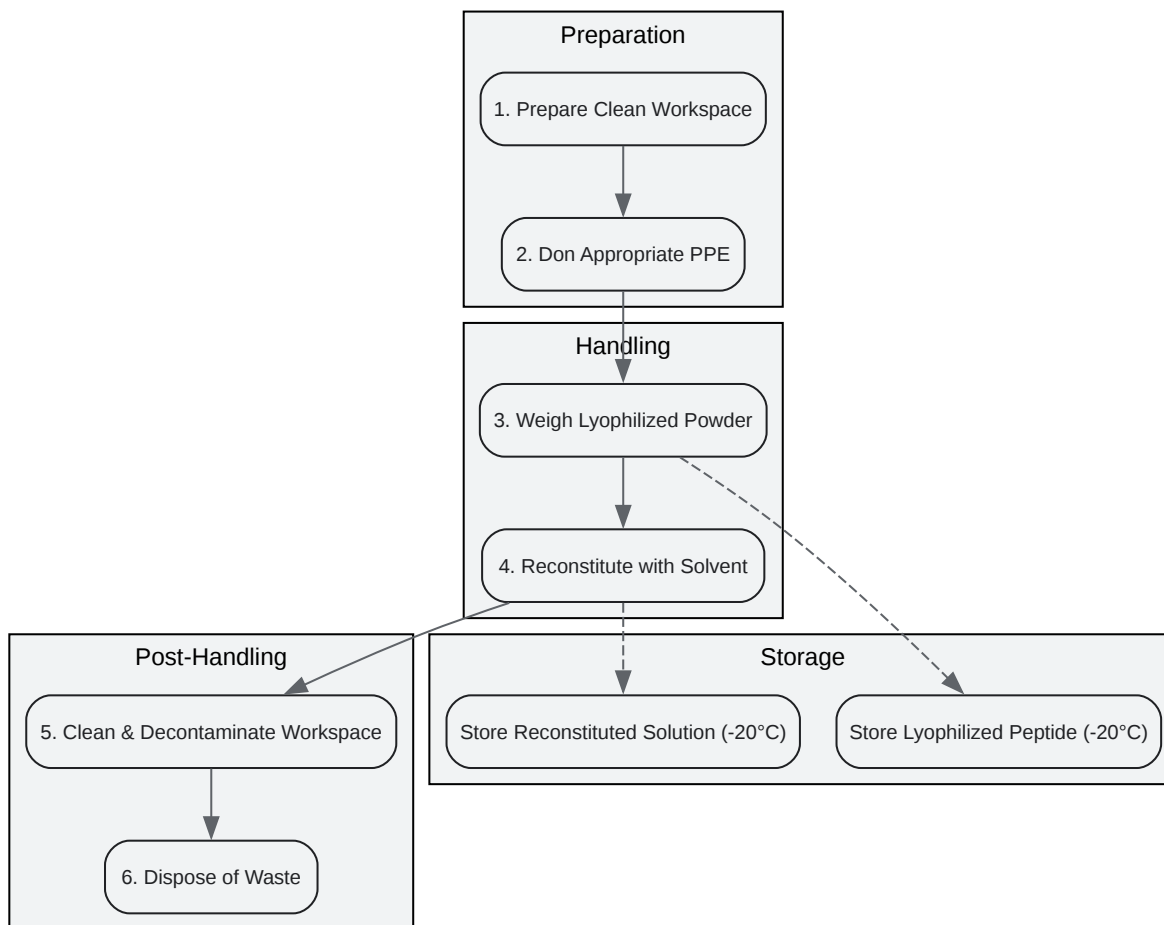 Preparation
1. Prepare Clean Workspace
2. Don Appropriate PPE
Handling
3. Weigh Lyophilized Powder
4. Reconstitute with Solvent
Post-Handling
5. Clean & Decontaminate Workspace
6. Dispose of Waste
Storage
Store Reconstituted Solution (-20°C)
Store Lyophilized Peptide (-20°C)